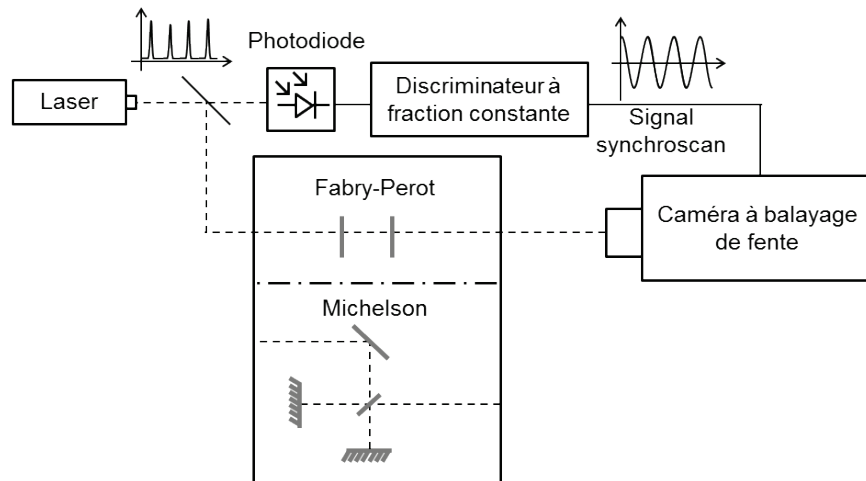 Photodiode
Laser
Discriminateur à
fraction constante
Signal
synchroscan
Fabry-Perot
Caméra à balayage
de fente
Michelson